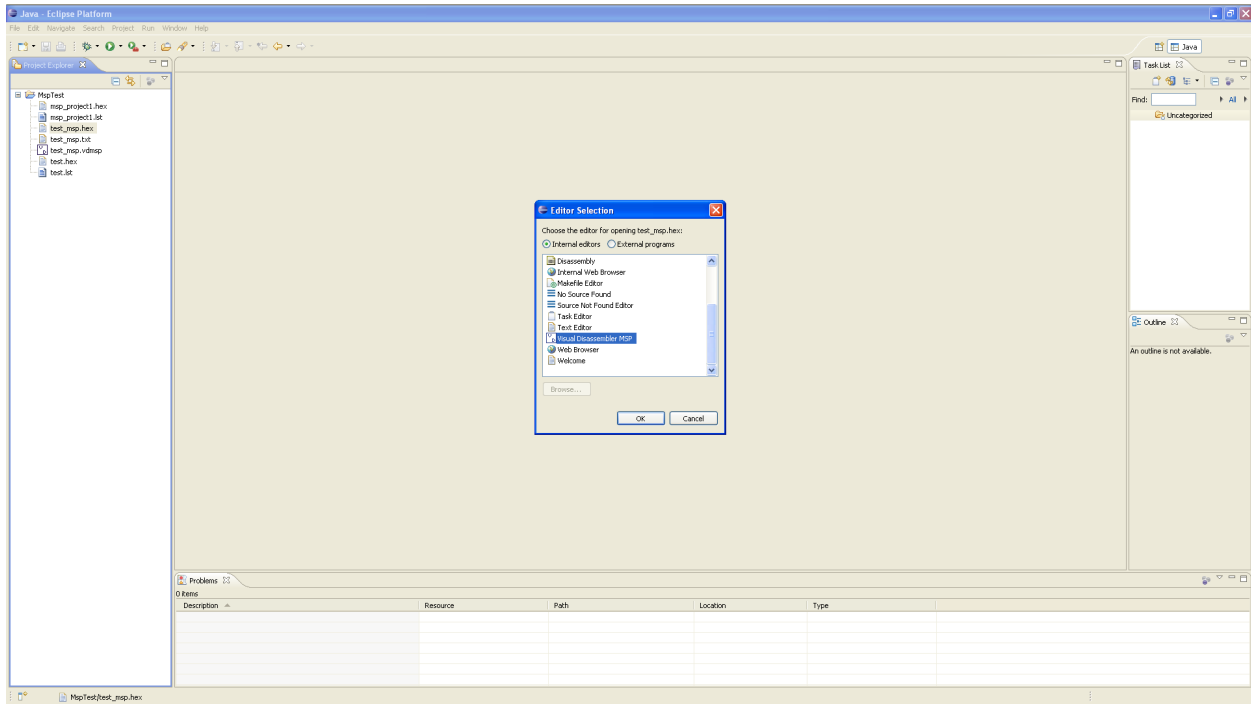 Java - Eclipse Platform
File Edit Navigate Search Project Run Window Help
Java
Project Explorer
MspTest
msp_project1.hex
msp_project1.lst
test_msp.hex
test_msp.txt
test_msp.vdmsp
test.hex
test.lst
Editor Selection
Choose the editor for opening test_msp.hex:
Internal editors External programs
Disassembly
Internal Web Browser
Makefile Editor
No Source Found
Source Not Found Editor
Task Editor
Text Editor
Visual Disassembler MSP
Web Browser
Welcome
Browse...
OK Cancel
Task List
Find: All
Uncategorized
Outline
An outline is not available.
Problems
0 items
Description Resource Path Location Type
MspTest/test_msp.hex